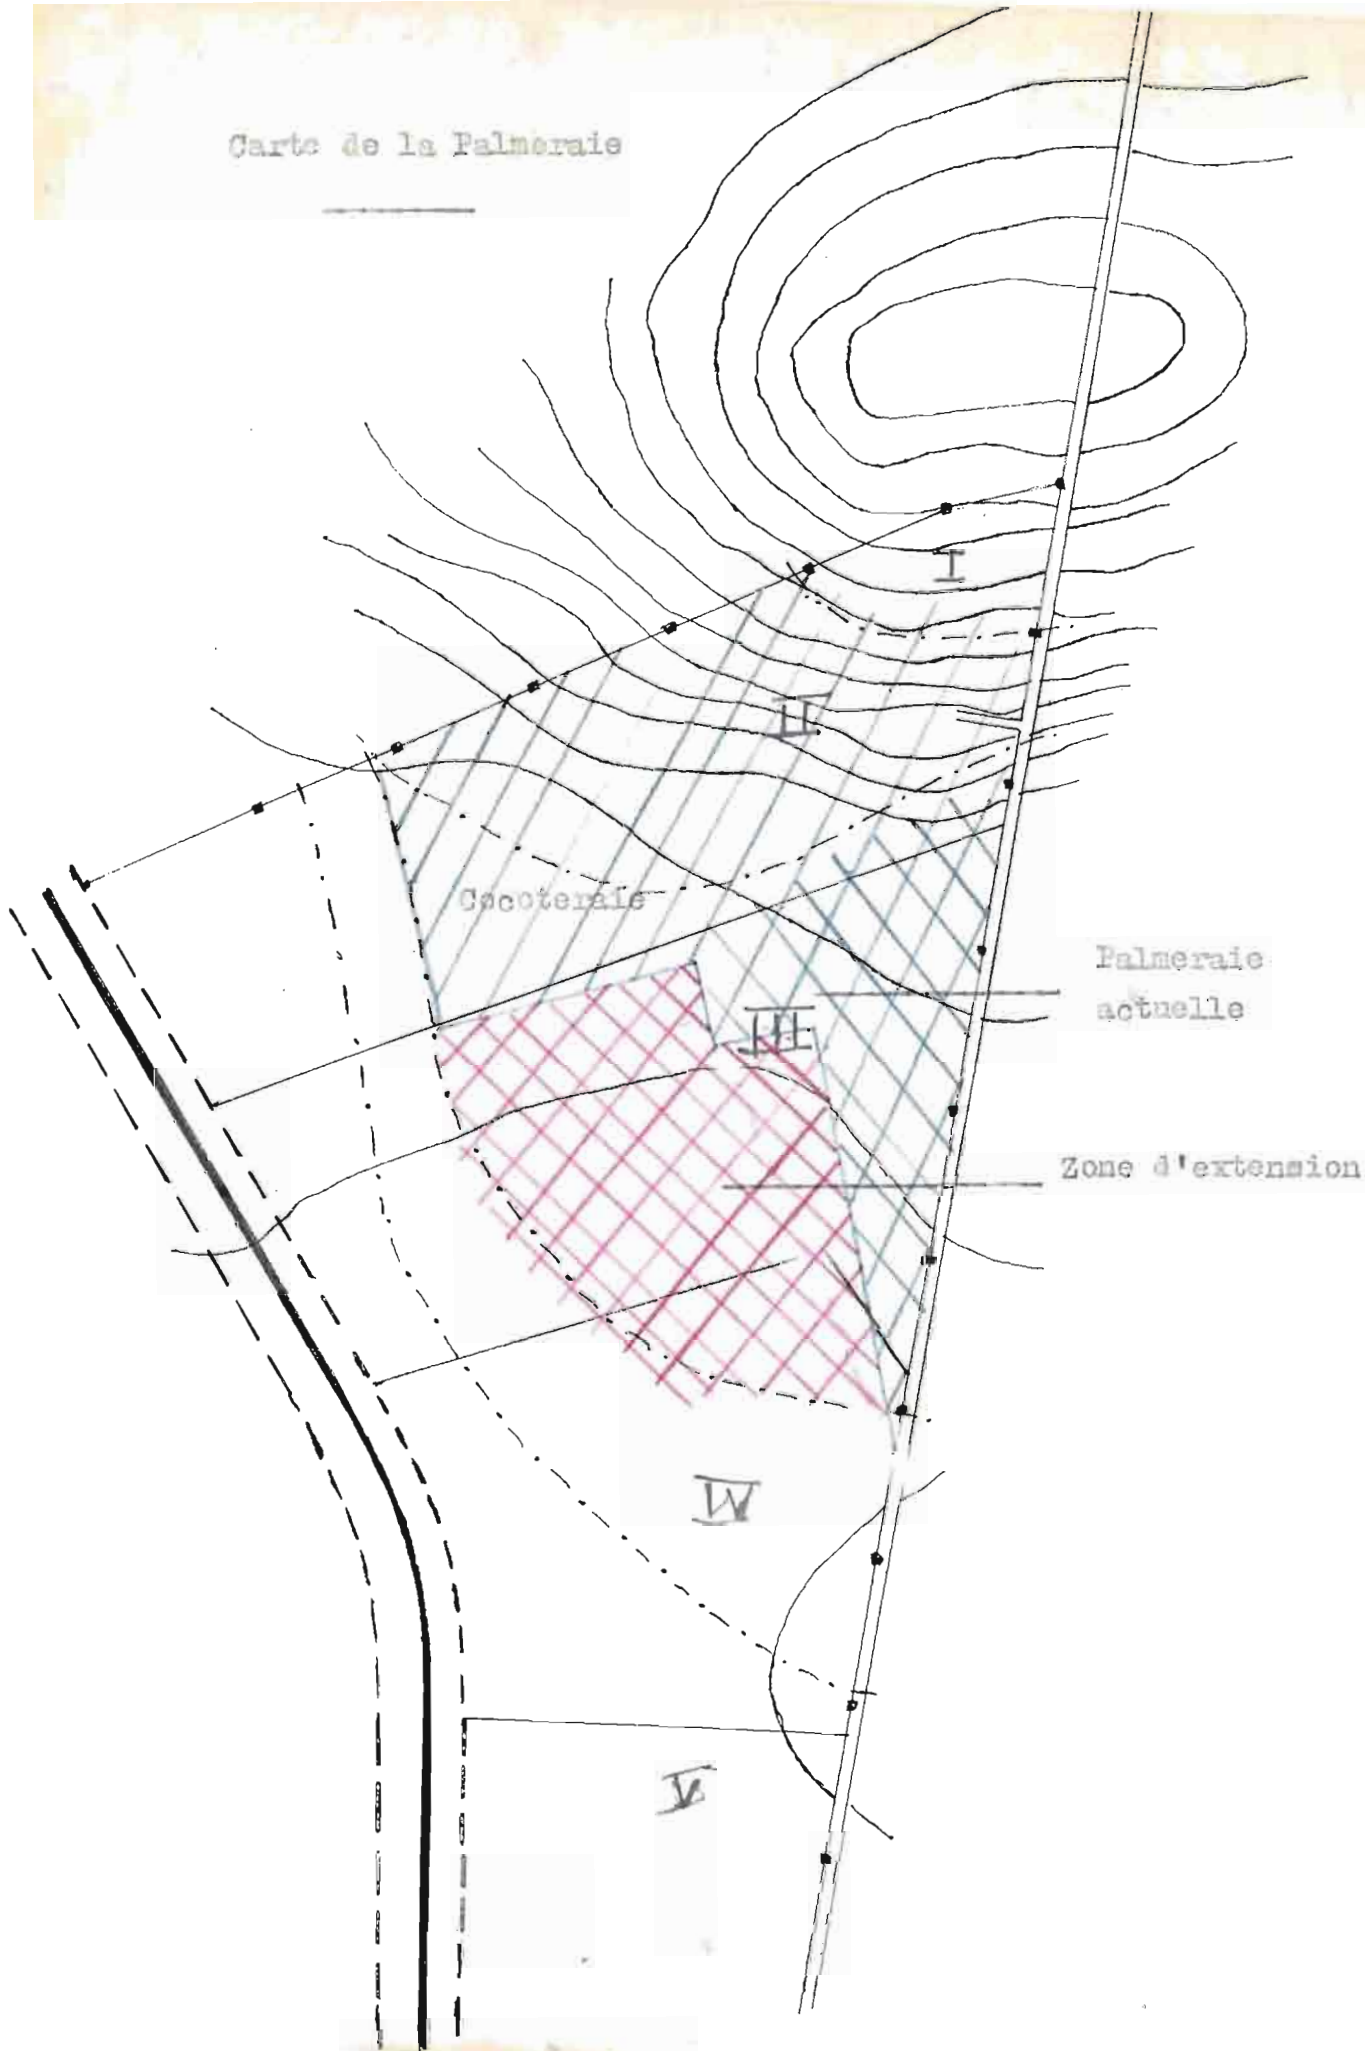 Carte de la Palmeraie
I
II
Cocoteraie
Palmeraie
actuelle
III
Zone d'extension
IV
V